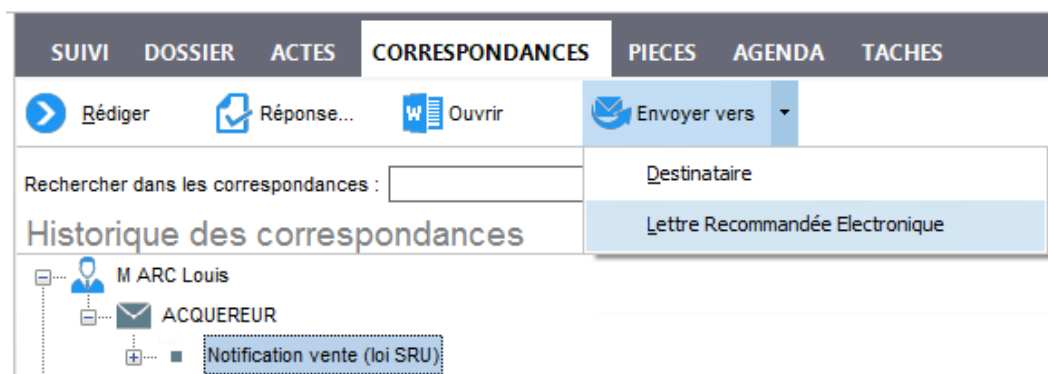 SUIVI DOSSIER ACTES CORRESPONDANCES PIECES AGENDA TACHES
Rédiger Réponse... Ouvrir Envoyer vers
Rechercher dans les correspondances :
Destinataire
Historique des correspondances
Lettre Recommandée Electronique
M ARC Louis
ACQUEREUR
Notification vente (loi SRU)